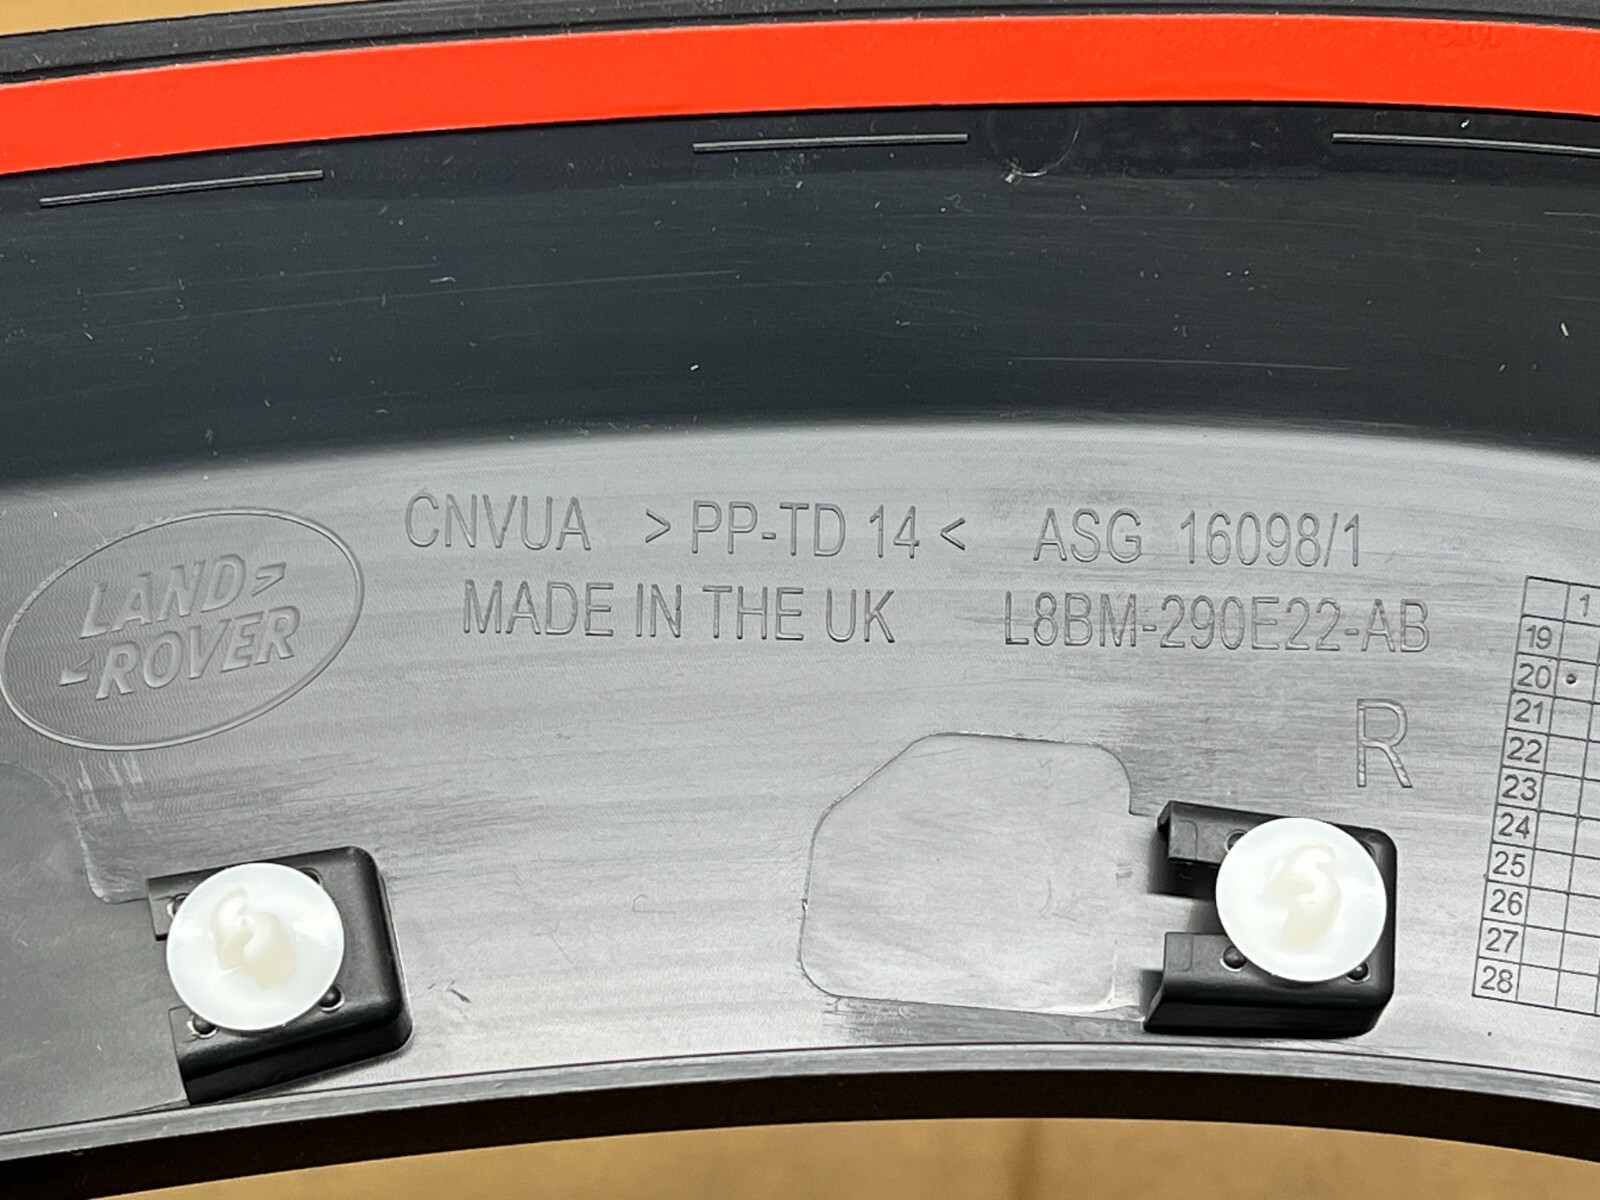 LAND
ROVER
CNVUA >PP-TD 14< ASG 16098/1
MADE IN THE UK L8BM-290E22-AB
R
1
19
20
21
22
23
24
25
26
27
28